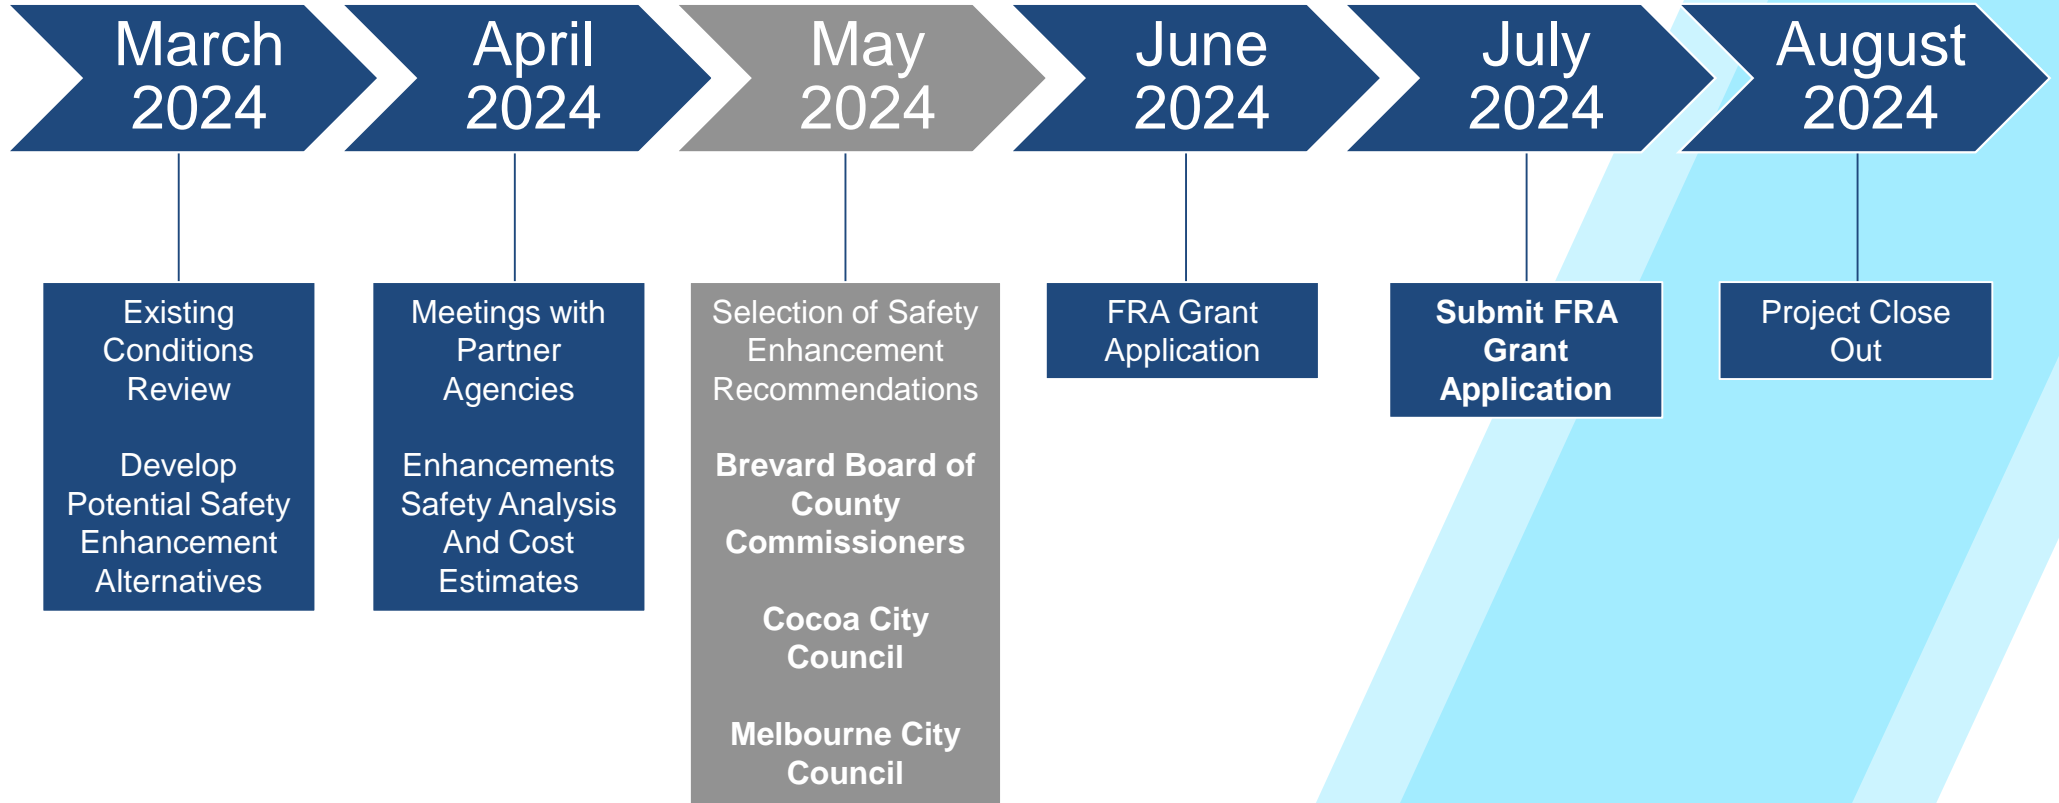 March
2024
April
2024
May
2024
June
2024
July
2024
August
2024
Existing
Conditions
Review
Develop
Potential Safety
Enhancement
Alternatives
Meetings with
Partner
Agencies
Enhancements
Safety Analysis
And Cost
Estimates
Selection of Safety
Enhancement
Recommendations
Brevard Board of
County
Commissioners
Cocoa City
Council
Melbourne City
Council
FRA Grant
Application
Submit FRA
Grant
Application
Project Close
Out